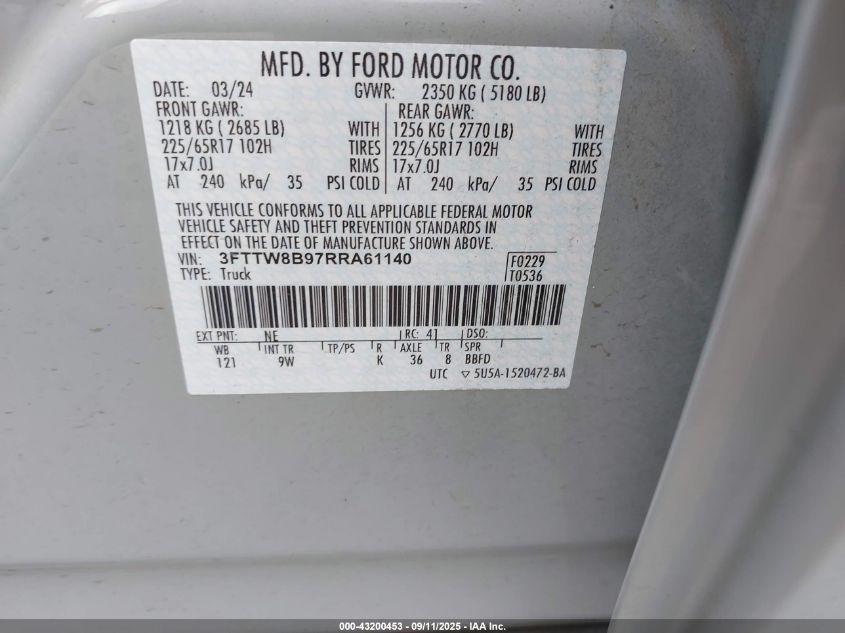 MFD. BY FORD MOTOR CO.
DATE: 03/24 GVWR: 2350 KG ( 5180 LB)
FRONT GAWR: REAR GAWR:
1218 KG ( 2685 LB) WITH 1256 KG ( 2770 LB) WITH
225/65R17 102H TIRES 225/65R17 102H TIRES
17x7.0J RIMS 17x7.0J RIMS
AT 240 kPa/ 35 PSI COLD AT 240 kPa/ 35 PSI COLD
THIS VEHICLE CONFORMS TO ALL APPLICABLE FEDERAL MOTOR
VEHICLE SAFETY AND THEFT PREVENTION STANDARDS IN
EFFECT ON THE DATE OF MANUFACTURE SHOWN ABOVE.
VIN: 3FTTW8B97RRA61140 F0229
TYPE: Truck T0536
EXT PNT: NE RC: 41 DSO:
WB INT TR TP/PS R AXLE TR SPR
121 9W K 36 8 BBFD
UTC ▽ 5U5A-1520472-BA
000-43200453 - 09/11/2025 - IAA Inc.